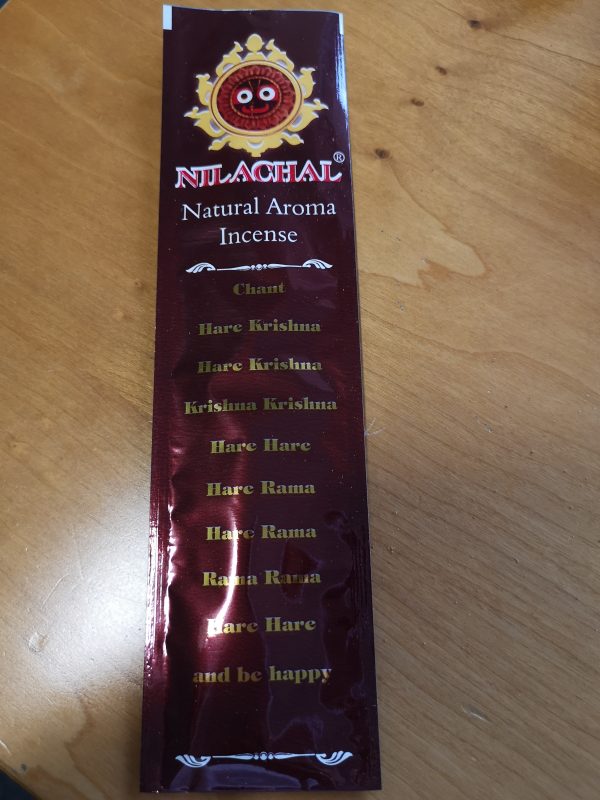 NILACHAL®
Natural Aroma
Incense
Chant
Hare Krishna
Hare Krishna
Krishna Krishna
Hare Hare
Hare Rama
Hare Rama
Rama Rama
Hare Hare
and be happy